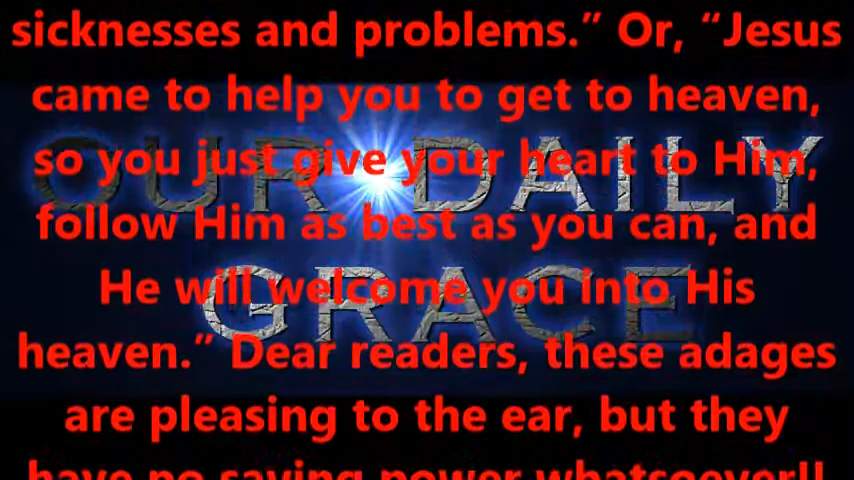 sicknesses and problems.” Or, “Jesus
came to help you to get to heaven,
so you just give your heart to Him,
follow Him as best as you can, and
He will welcome you into His
heaven.” Dear readers, these adages
are pleasing to the ear, but they
have no saving power whatsoever!!
OUR DAILY
GRACE